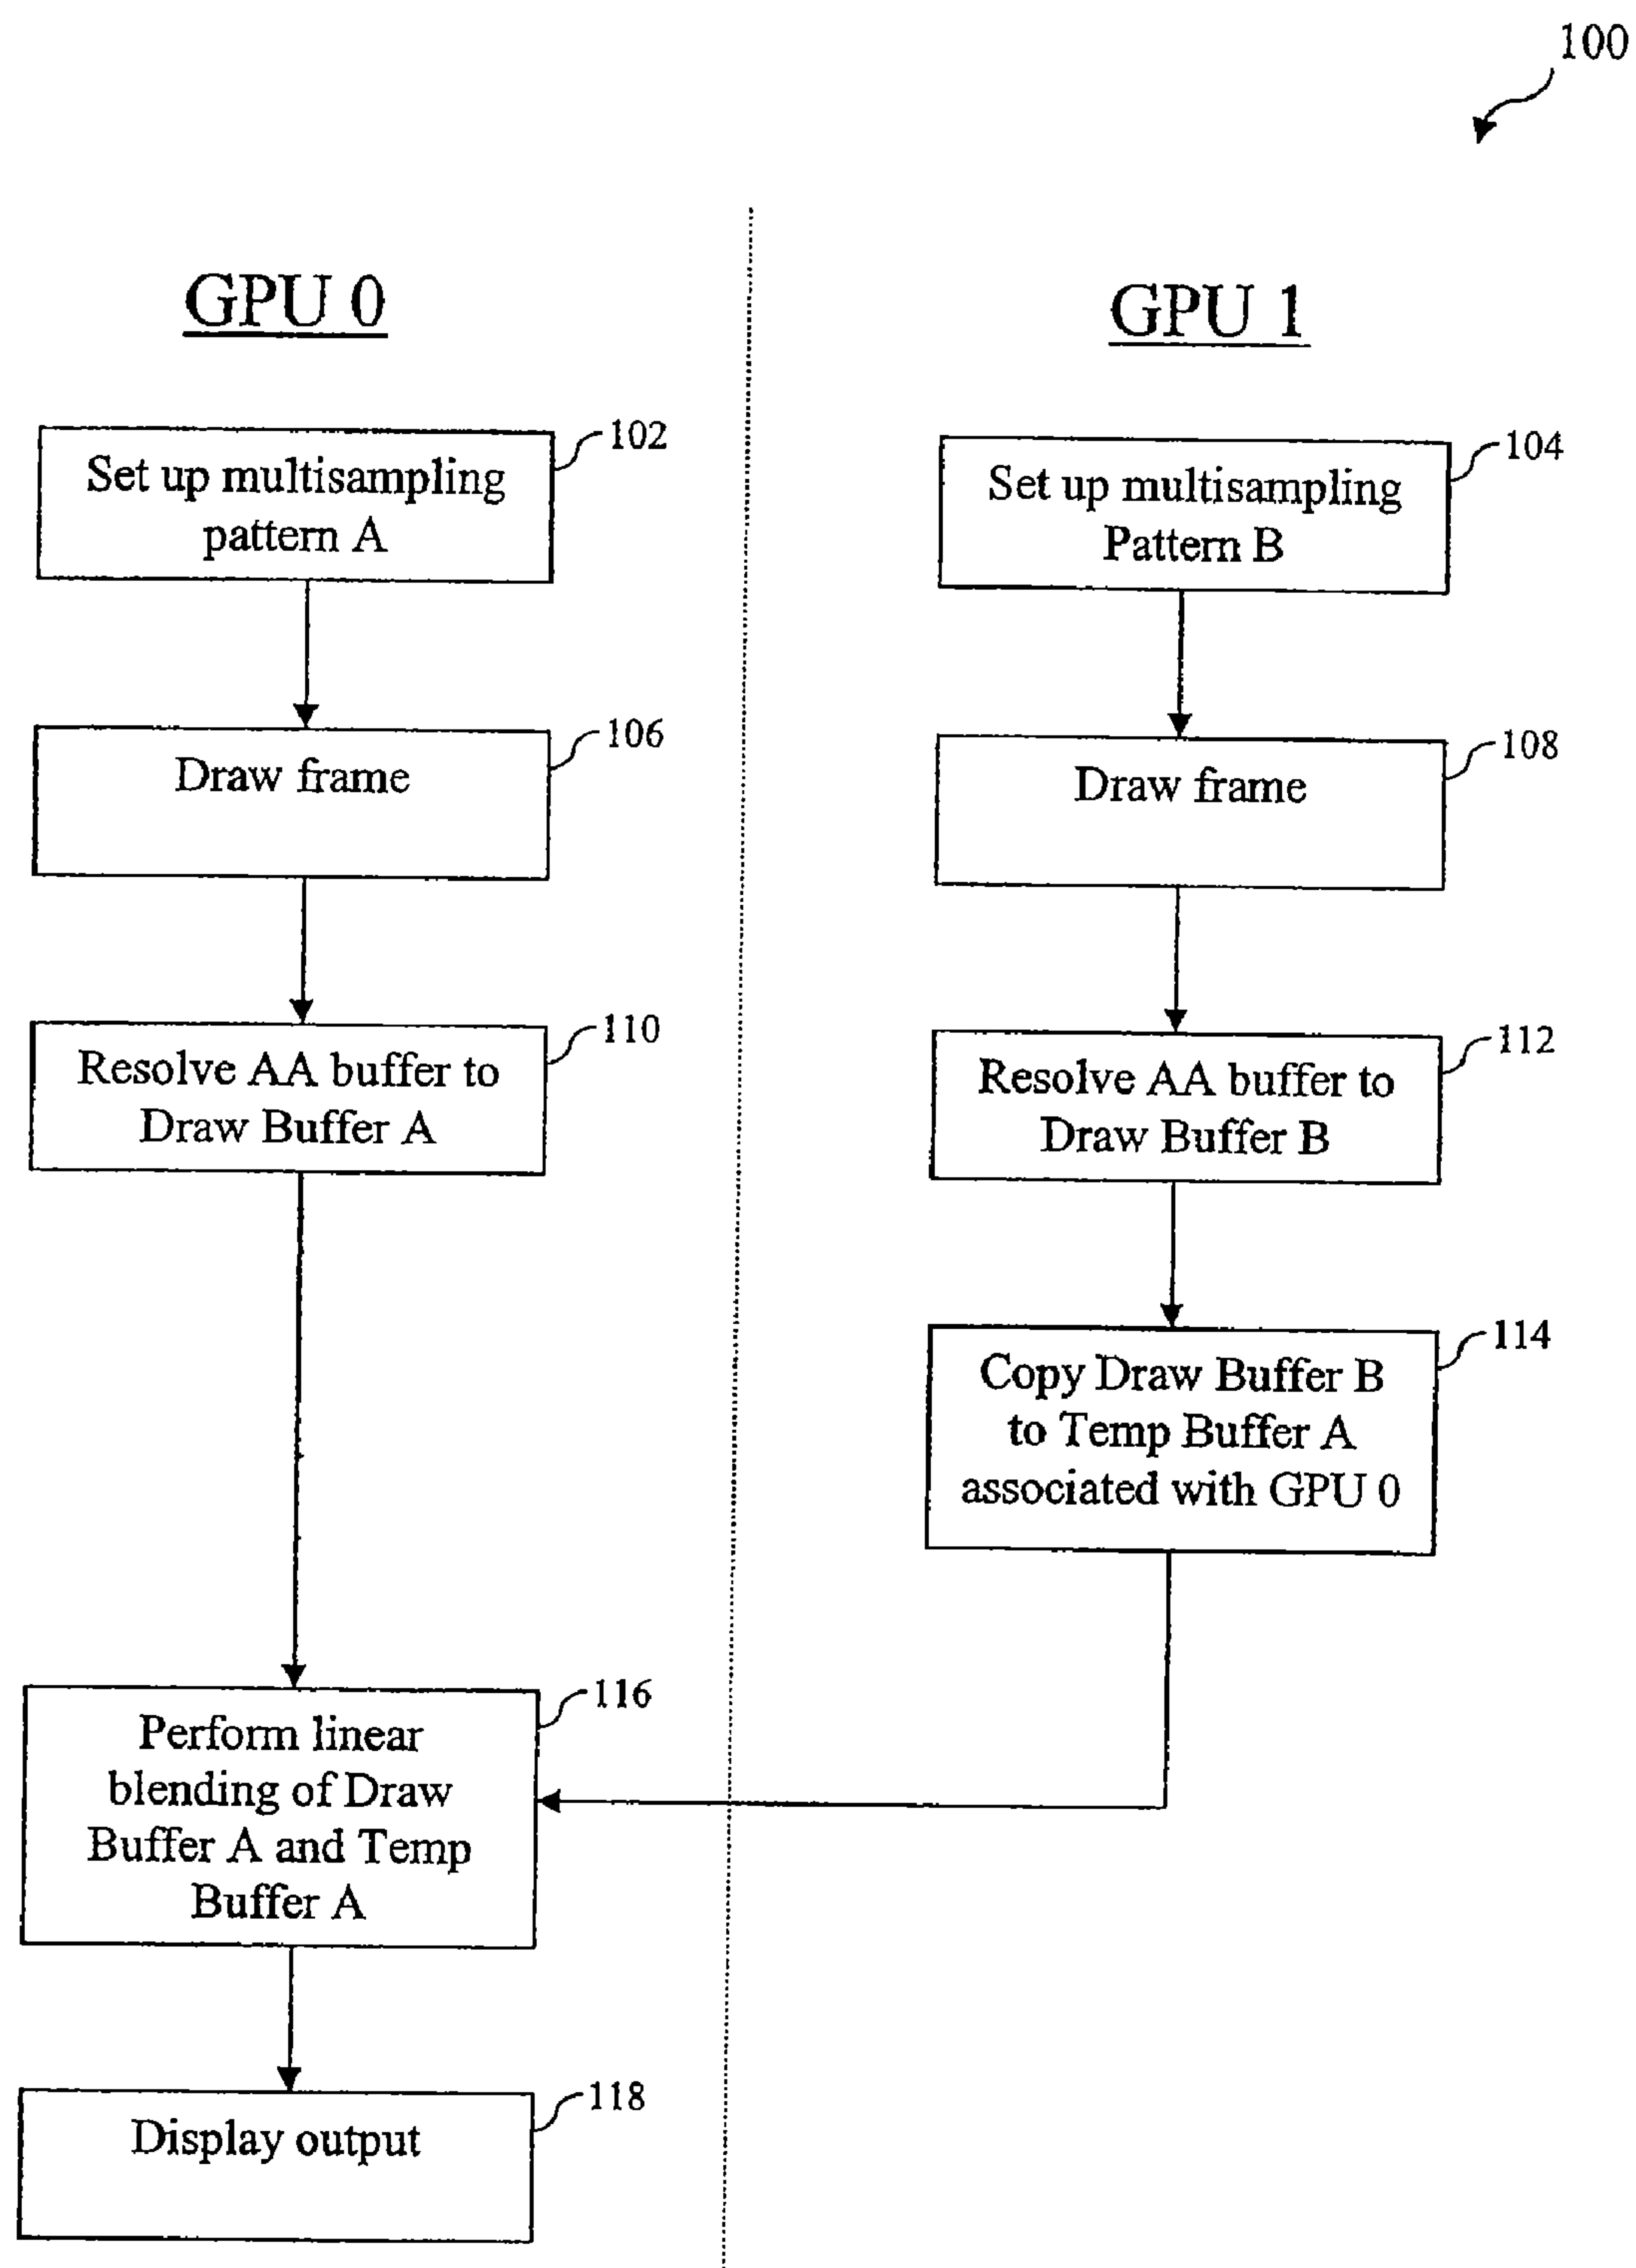 100
GPU 0
GPU 1
102
Set up multisampling
pattern A
104
Set up multisampling
Pattern B
106
Draw frame
108
Draw frame
110
Resolve AA buffer to
Draw Buffer A
112
Resolve AA buffer to
Draw Buffer B
114
Copy Draw Buffer B
to Temp Buffer A
associated with GPU 0
116
Perform linear
blending of Draw
Buffer A and Temp
Buffer A
118
Display output